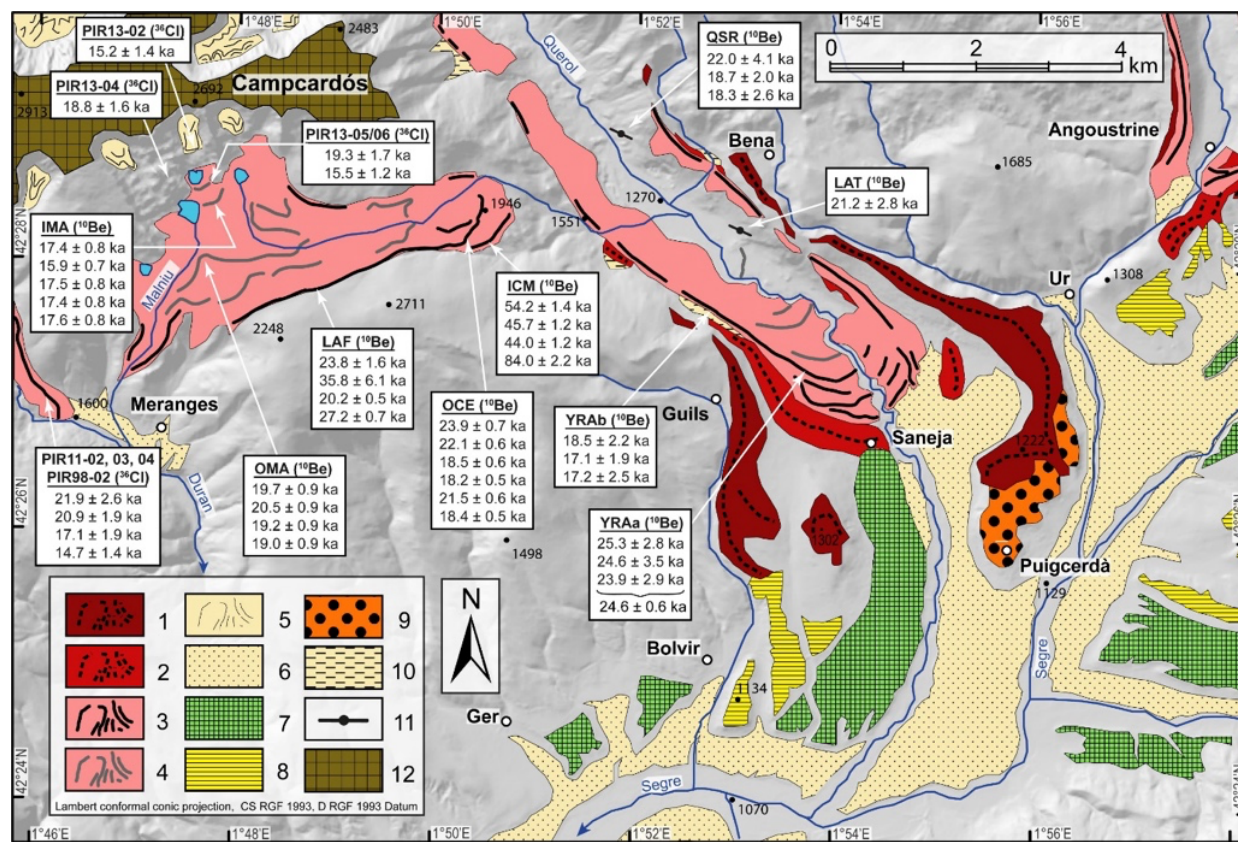 1°48'E
1°50'E
1°52'E
1°54'E
1°56'E
PIR13-02 (³⁶Cl)
15.2 ± 1.4 ka
2483
Querol
QSR (¹⁰Be)
22.0 ± 4.1 ka
18.7 ± 2.0 ka
18.3 ± 2.6 ka
0 2 4
km
Campcardós
2913
2692
PIR13-04 (³⁶Cl)
18.8 ± 1.6 ka
PIR13-05/06 (³⁶Cl)
19.3 ± 1.7 ka
15.5 ± 1.2 ka
Bena
Angoustrine
1685
LAT (¹⁰Be)
21.2 ± 2.8 ka
1270
1946
1551
42°28'N
IMA (¹⁰Be)
17.4 ± 0.8 ka
15.9 ± 0.7 ka
17.5 ± 0.8 ka
17.4 ± 0.8 ka
17.6 ± 0.8 ka
Malniu
ICM (¹⁰Be)
54.2 ± 1.4 ka
45.7 ± 1.2 ka
44.0 ± 1.2 ka
84.0 ± 2.2 ka
Ur
1308
2711
2248
LAF (¹⁰Be)
23.8 ± 1.6 ka
35.8 ± 6.1 ka
20.2 ± 0.5 ka
27.2 ± 0.7 ka
1600
Meranges
OCE (¹⁰Be)
23.9 ± 0.7 ka
22.1 ± 0.6 ka
18.5 ± 0.6 ka
18.2 ± 0.5 ka
21.5 ± 0.6 ka
18.4 ± 0.5 ka
Guils
YRAb (¹⁰Be)
18.5 ± 2.2 ka
17.1 ± 1.9 ka
17.2 ± 2.5 ka
Saneja
1222
PIR11-02, 03, 04
PIR98-02 (³⁶Cl)
21.9 ± 2.6 ka
20.9 ± 1.9 ka
17.1 ± 1.9 ka
14.7 ± 1.4 ka
Duran
OMA (¹⁰Be)
19.7 ± 0.9 ka
20.5 ± 0.9 ka
19.2 ± 0.9 ka
19.0 ± 0.9 ka
42°26'N
YRAa (¹⁰Be)
25.3 ± 2.8 ka
24.6 ± 3.5 ka
23.9 ± 2.9 ka
24.6 ± 0.6 ka
1498
1302
Puigcerdà
1129
N
Bolvir
Segre
1134
Ger
1 5 9
2 6 10
3 7 11
4 8 12
Lambert conformal conic projection, CS RGF 1993, D RGF 1993 Datum
42°24'N
42°24'N
Segre
1070
1°46'E
1°48'E
1°50'E
1°52'E
1°54'E
1°56'E